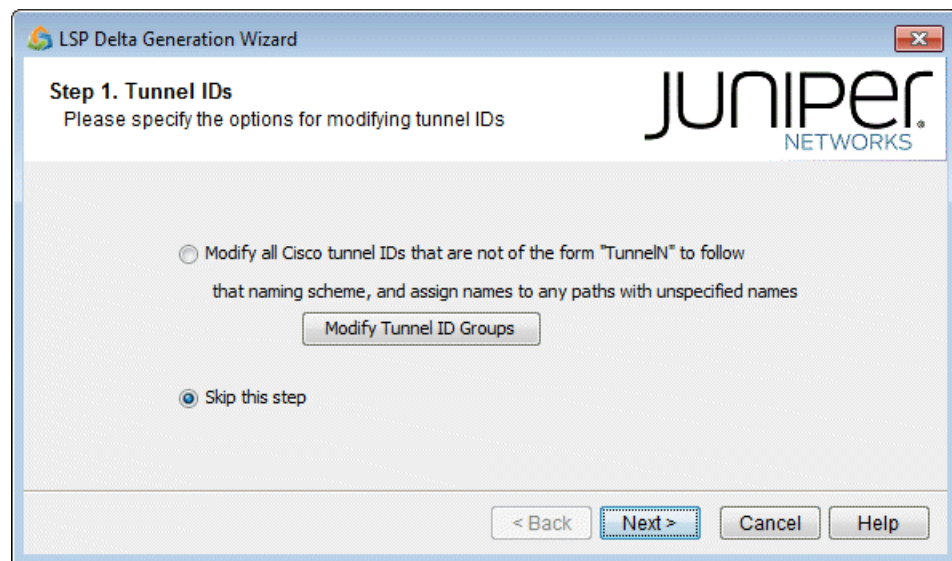 LSP Delta Generation Wizard
Step 1. Tunnel IDs
Please specify the options for modifying tunnel IDs
JUNIPER
NETWORKS
Modify all Cisco tunnel IDs that are not of the form "TunnelN" to follow
that naming scheme, and assign names to any paths with unspecified names
Modify Tunnel ID Groups
Skip this step
< Back Next > Cancel Help